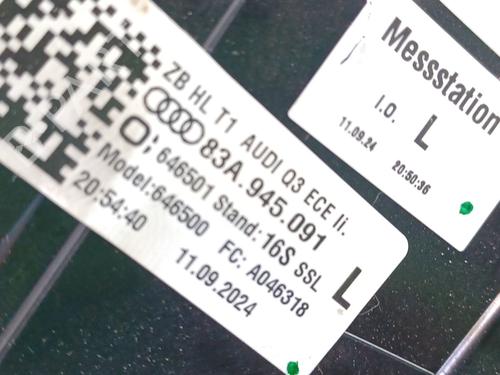 ZB HL T1 AUDI Q3 ECE li.
83A.945.091
646501 Stand: 16S SSL
Model:646500 FC: A046318
20:54:40 11.09.2024
L
Messstation
I.O. L
11.09.24 20:50:36